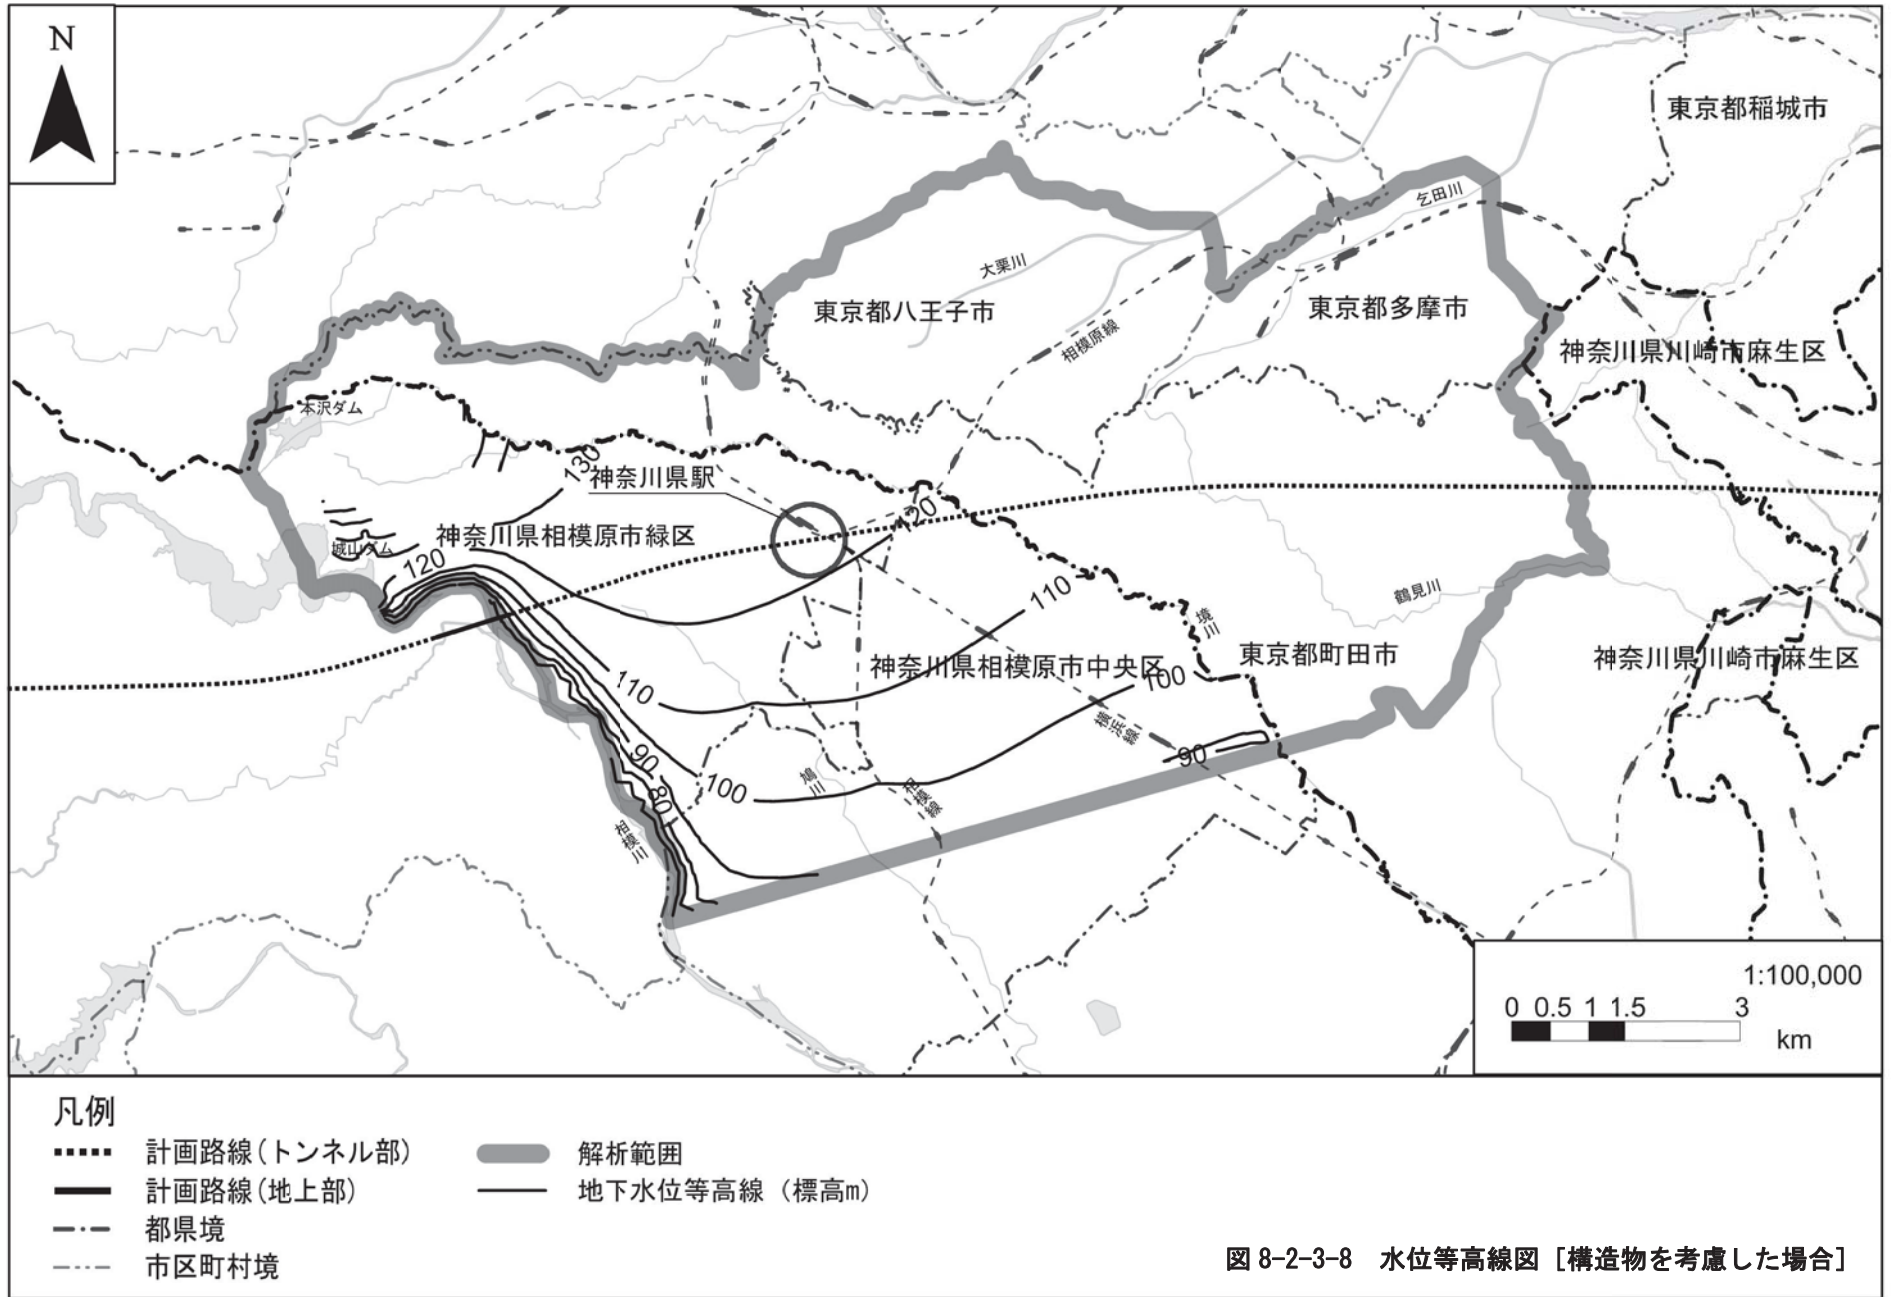 N
東京都稲城市
乞田川
大栗川
東京都八王子市
東京都多摩市
相模原線
神奈川県川崎市麻生区
本沢ダム
130
神奈川県駅
120
神奈川県相模原市緑区
城山ダム
120
110
鶴見川
境川
神奈川県相模原市中央区
東京都町田市
神奈川県川崎市麻生区
110
100
横浜線
90
90
100
鳩川
相模線
80
相模川
1:100,000
0 0.5 1 1.5 3
km
凡例
計画路線(トンネル部)
解析範囲
計画路線(地上部)
地下水位等高線 (標高m)
都県境
市区町村境
図 8-2-3-8 水位等高線図［構造物を考慮した場合］